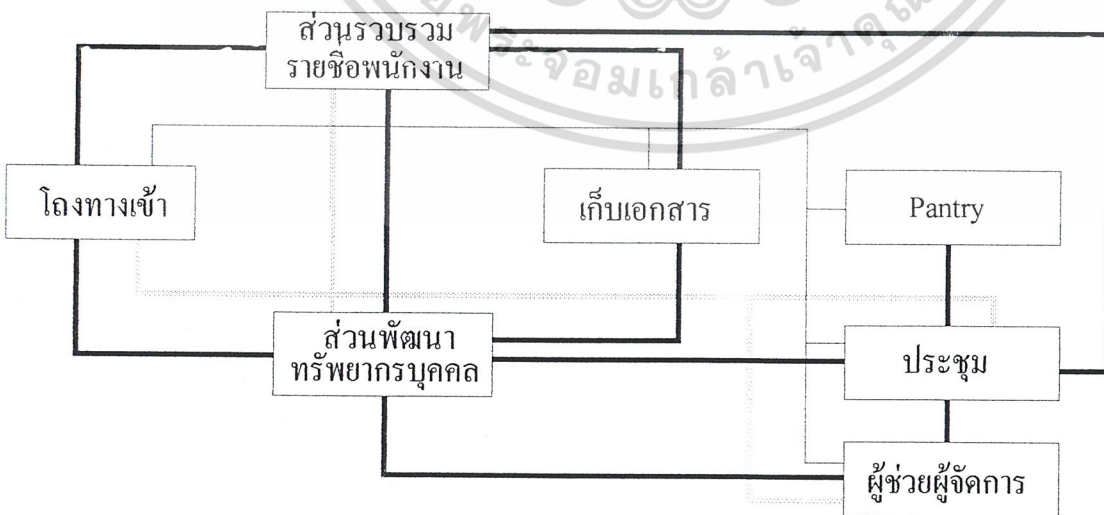 ส่วนรวบรวม
รายชื่อพนักงาน
โถงทางเข้า
เก็บเอกสาร
Pantry
ส่วนพัฒนา
ทรัพยากรบุคคล
ประชุม
ผู้ช่วยผู้จัดการ